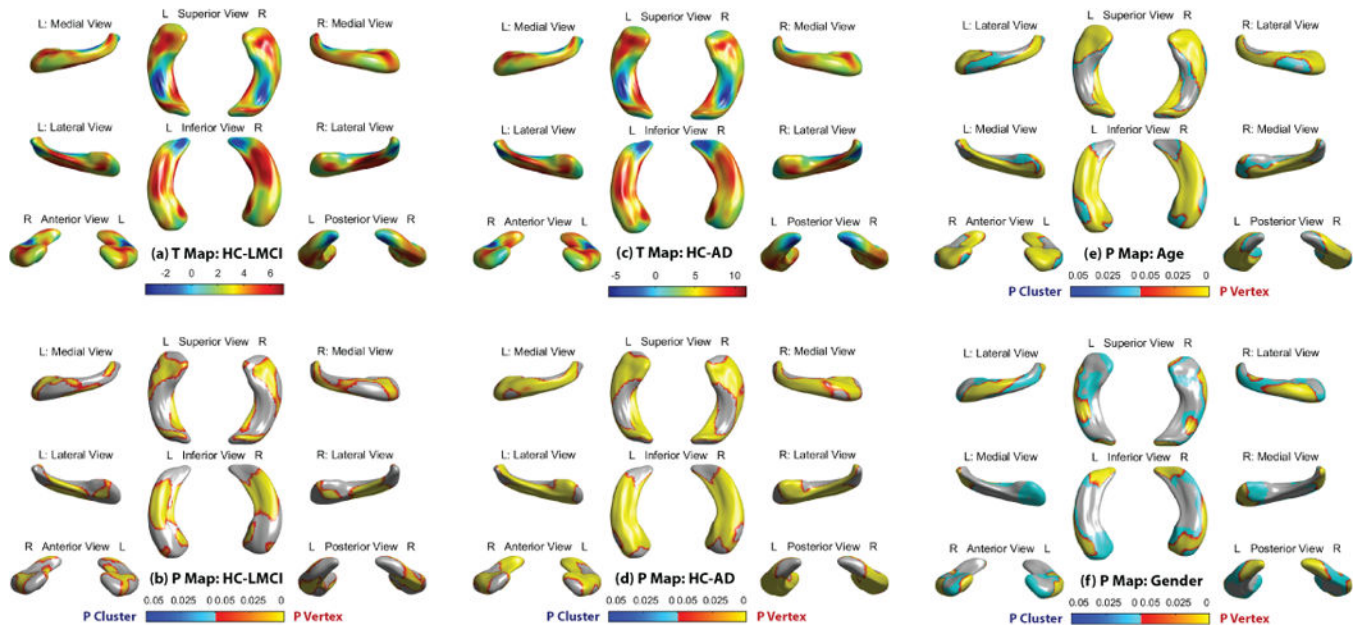 L Superior View R
L: Medial View
R: Medial View
L: Lateral View
L Inferior View R
R: Lateral View
R Anterior View L
L Posterior View R
(a) T Map: HC-LMCI
-2 0 2 4 6
L Superior View R
L: Medial View
R: Medial View
L: Lateral View
L Inferior View R
R: Lateral View
R Anterior View L
L Posterior View R
(c) T Map: HC-AD
-5 0 5 10
L Superior View R
L: Lateral View
R: Lateral View
L: Medial View
L Inferior View R
R: Medial View
R Anterior View L
L Posterior View R
(e) P Map: Age
0.05 0.025 0 0.05 0.025 0
P Cluster P Vertex
L Superior View R
L: Medial View
R: Medial View
L: Lateral View
L Inferior View R
R: Lateral View
R Anterior View L
L Posterior View R
(b) P Map: HC-LMCI
0.05 0.025 0 0.05 0.025 0
P Cluster P Vertex
L Superior View R
L: Medial View
R: Medial View
L: Lateral View
L Inferior View R
R: Lateral View
R Anterior View L
L Posterior View R
(d) P Map: HC-AD
0.05 0.025 0 0.05 0.025 0
P Cluster P Vertex
L Superior View R
L: Lateral View
R: Lateral View
L: Medial View
L Inferior View R
R: Medial View
R Anterior View L
L Posterior View R
(f) P Map: Gender
0.05 0.025 0 0.05 0.025 0
P Cluster P Vertex